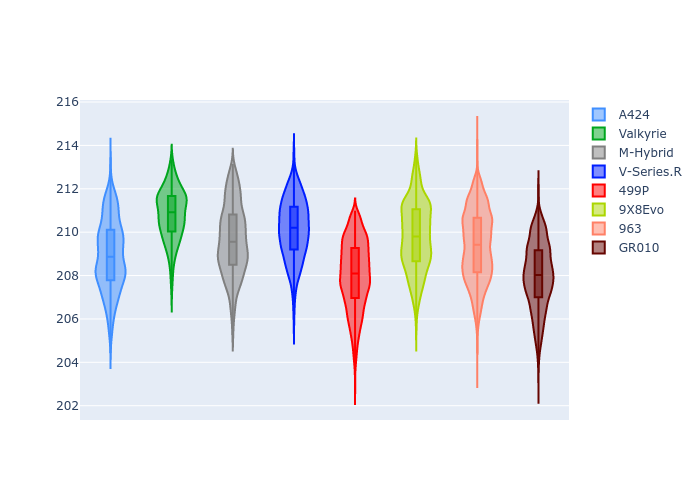 216
214
212
210
208
206
204
202
A424
Valkyrie
M-Hybrid
V-Series.R
499P
9X8Evo
963
GR010